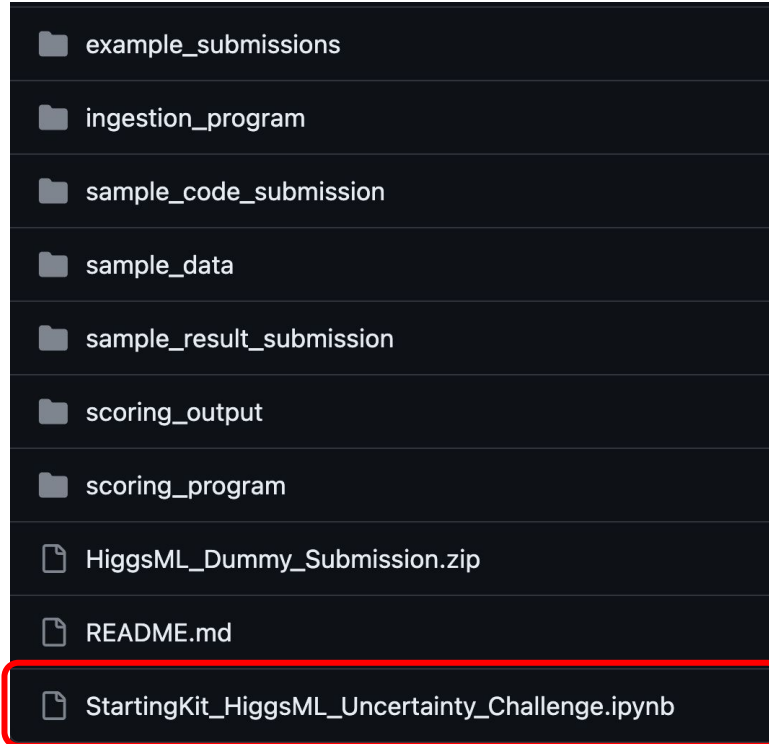 example_submissions
ingestion_program
sample_code_submission
sample_data
sample_result_submission
scoring_output
scoring_program
HiggsML_Dummy_Submission.zip
README.md
StartingKit_HiggsML_Uncertainty_Challenge.ipynb